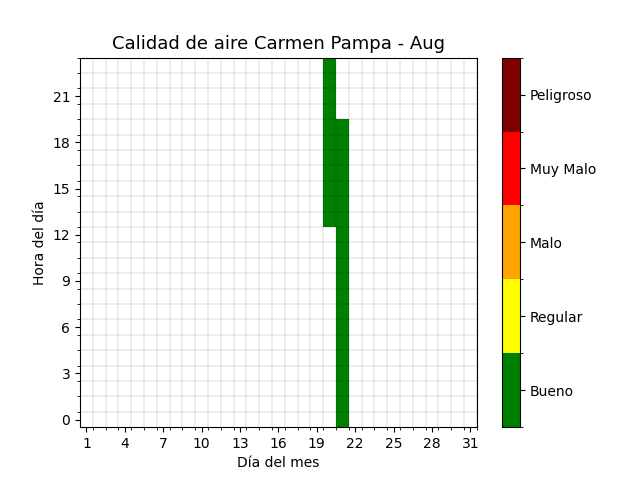 Calidad de aire Carmen Pampa - Aug
Hora del día
21
18
15
12
9
6
3
0
1 4 7 10 13 16 19 22 25 28 31
Día del mes
Peligroso
Muy Malo
Malo
Regular
Bueno